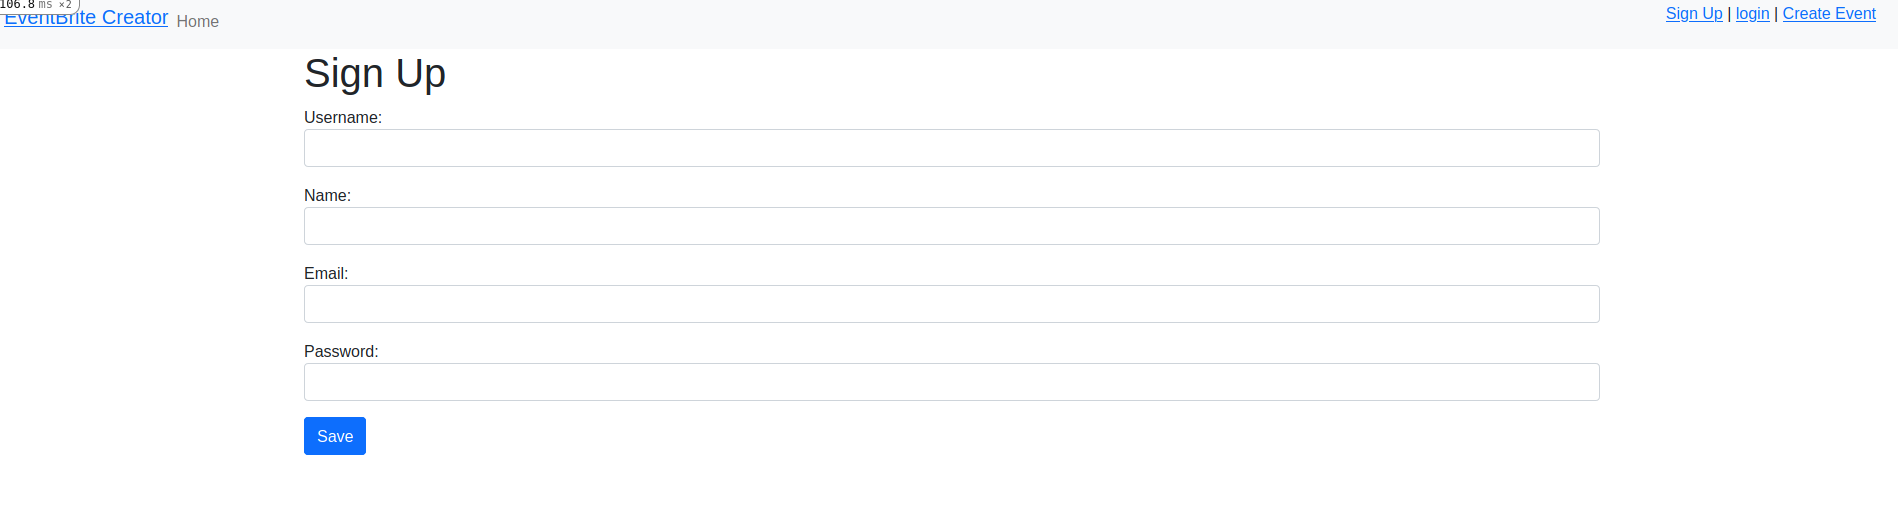 106.8 ms ×2
EventBrite Creator Home
Sign Up | login | Create Event
Sign Up
Username:
Name:
Email:
Password:
Save